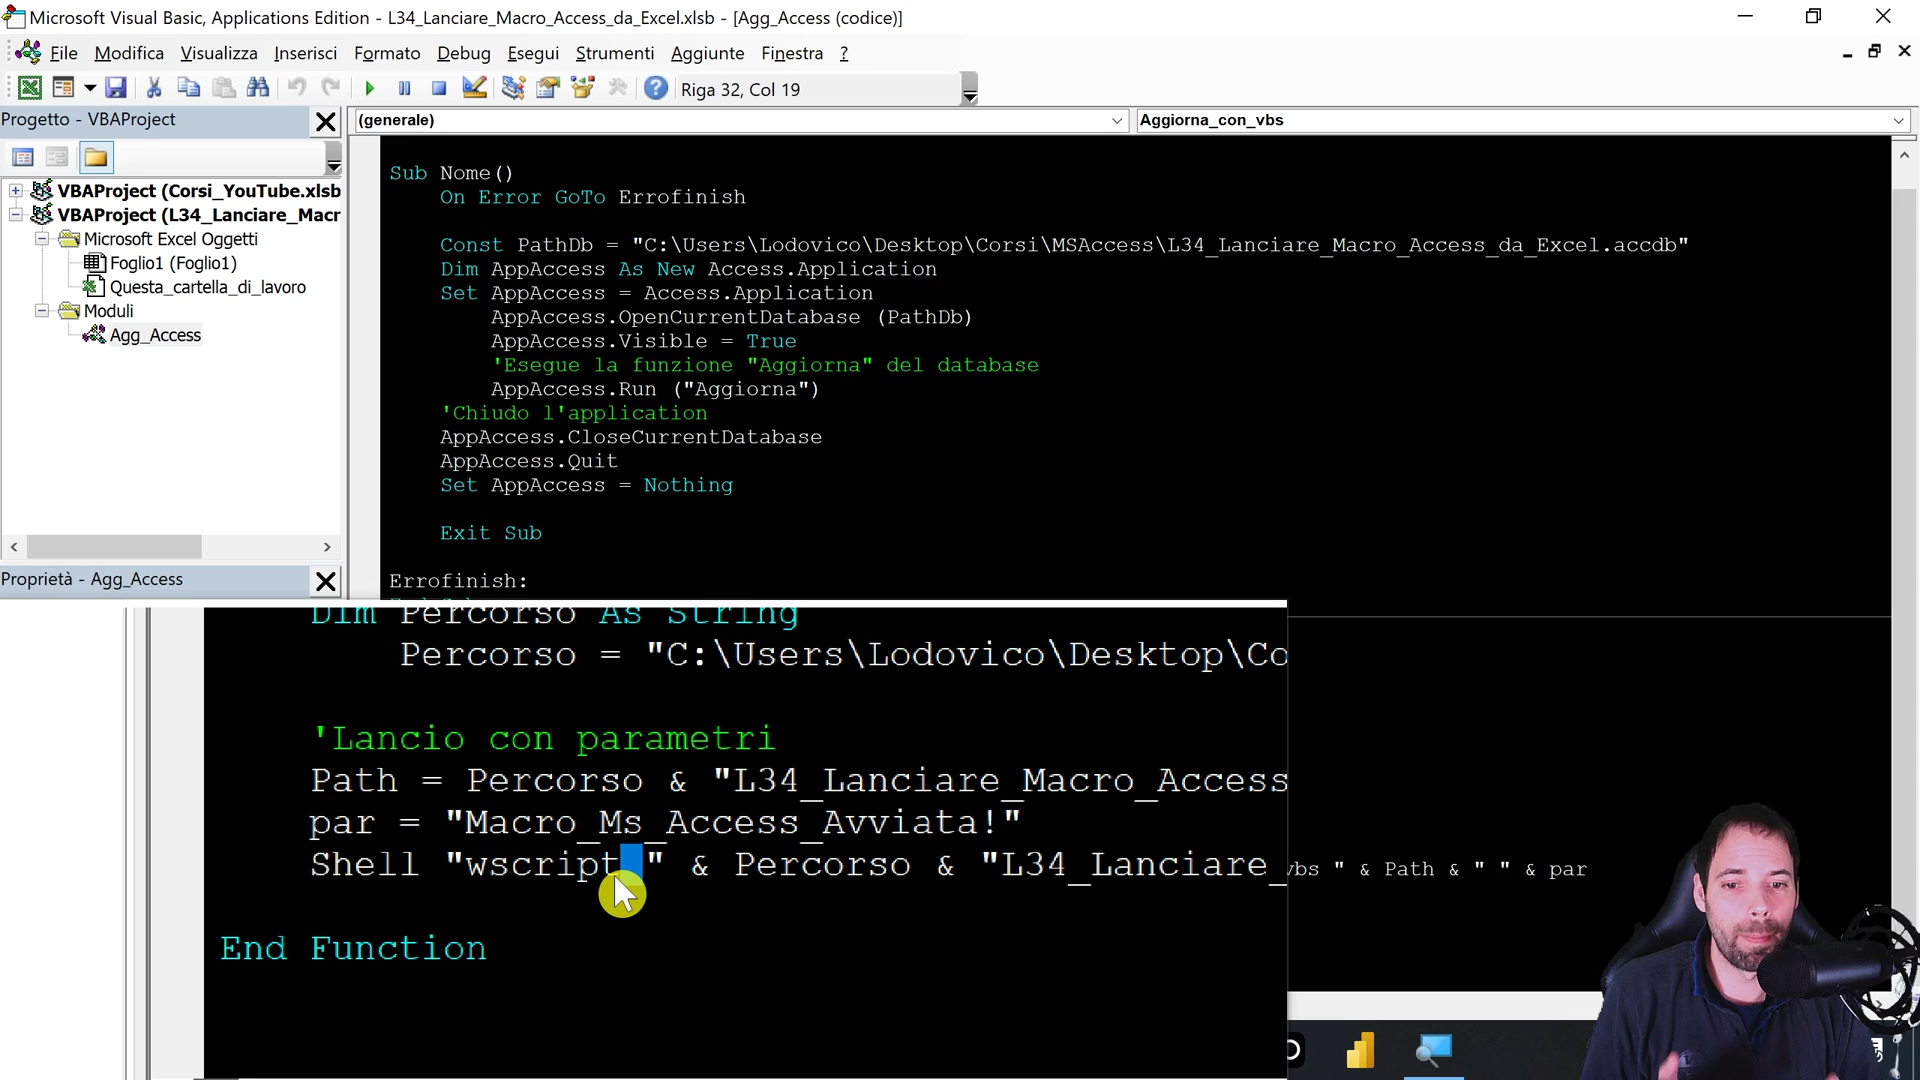 Microsoft Visual Basic, Applications Edition - L34_Lanciare_Macro_Access_da_Excel.xlsb - [Agg_Access (codice)]
File Modifica Visualizza Inserisci Formato Debug Esegui Strumenti Aggiunte Finestra ?
Riga 32, Col 19
Progetto - VBAProject
(generale)
Aggiorna_con_vbs
VBAProject (Corsi_YouTube.xlsb
VBAProject (L34_Lanciare_Macr
Microsoft Excel Oggetti
Foglio1 (Foglio1)
Questa_cartella_di_lavoro
Moduli
Agg_Access
Proprietà - Agg_Access
Sub Nome()
On Error GoTo Errofinish
Const PathDb = "C:\Users\Lodovico\Desktop\Corsi\MSAccess\L34_Lanciare_Macro_Access_da_Excel.accdb"
Dim AppAccess As New Access.Application
Set AppAccess = Access.Application
AppAccess.OpenCurrentDatabase (PathDb)
AppAccess.Visible = True
'Esegue la funzione "Aggiorna" del database
AppAccess.Run ("Aggiorna")
'Chiudo l'application
AppAccess.CloseCurrentDatabase
AppAccess.Quit
Set AppAccess = Nothing
Exit Sub
Errofinish:
Dim Percorso As String
Percorso = "C:\Users\Lodovico\Desktop\Co
'Lancio con parametri
Path = Percorso & "L34_Lanciare_Macro_Access
par = "Macro_Ms_Access_Avviata!"
Shell "wscript " & Percorso & "L34_Lanciare_
vbs " & Path & " " & par
End Function